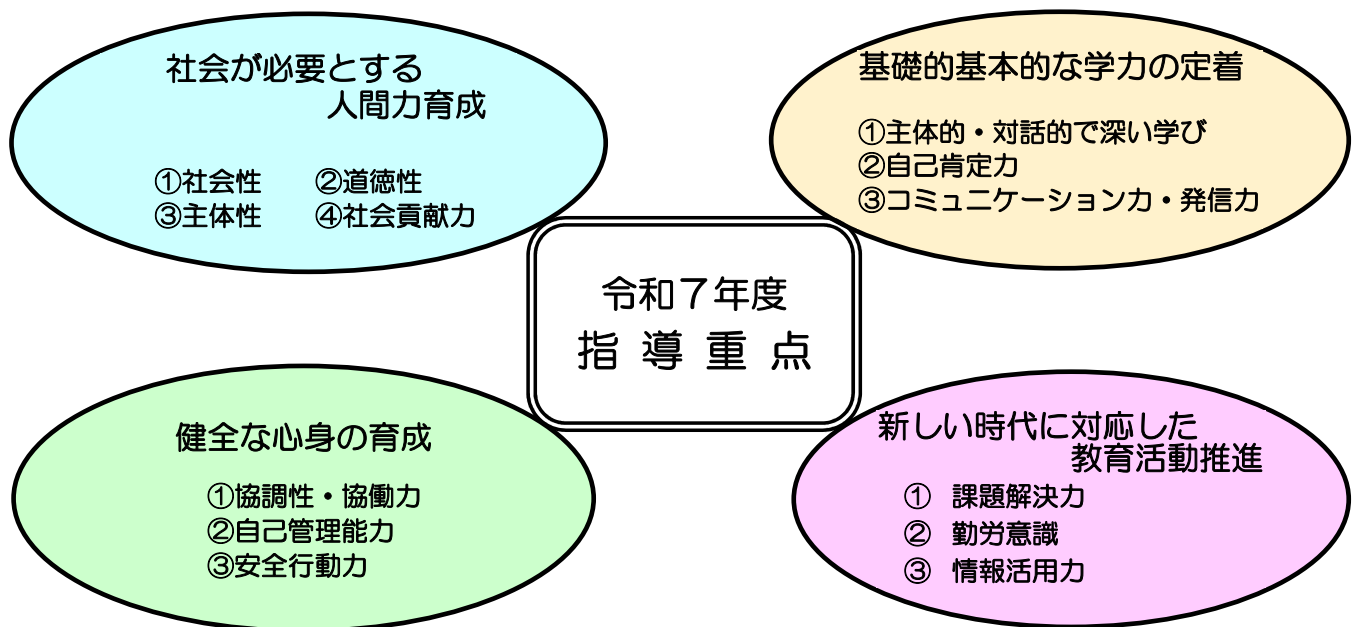 社会が必要とする
人間力育成
①社会性 ②道徳性
③主体性 ④社会貢献力
基礎的基本的な学力の定着
①主体的・対話的で深い学び
②自己肯定力
③コミュニケーション力・発信力
令和７年度
指 導 重 点
健全な心身の育成
①協調性・協働力
②自己管理能力
③安全行動力
新しい時代に対応した
教育活動推進
① 課題解決力
② 勤労意識
③ 情報活用力